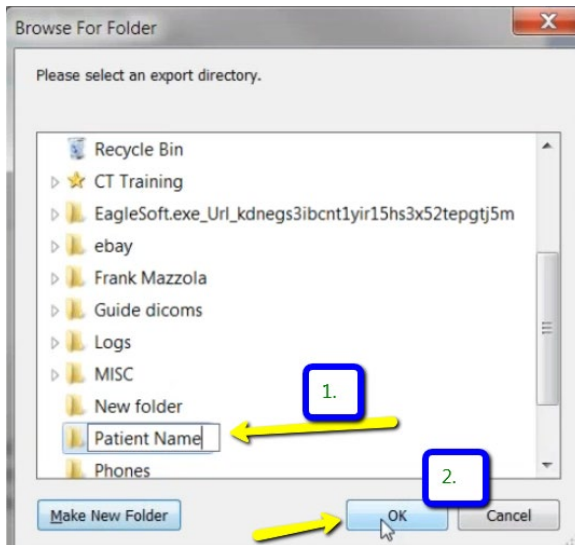 Browse For Folder
Please select an export directory.
Recycle Bin
CT Training
EagleSoft.exe_Url_kdnegs3ibcnt1yir15hs3x52tepgtj5m
ebay
Frank Mazzola
Guide dicoms
Logs
MISC
1.
New folder
Patient Name
Phones
2.
Make New Folder
OK
Cancel